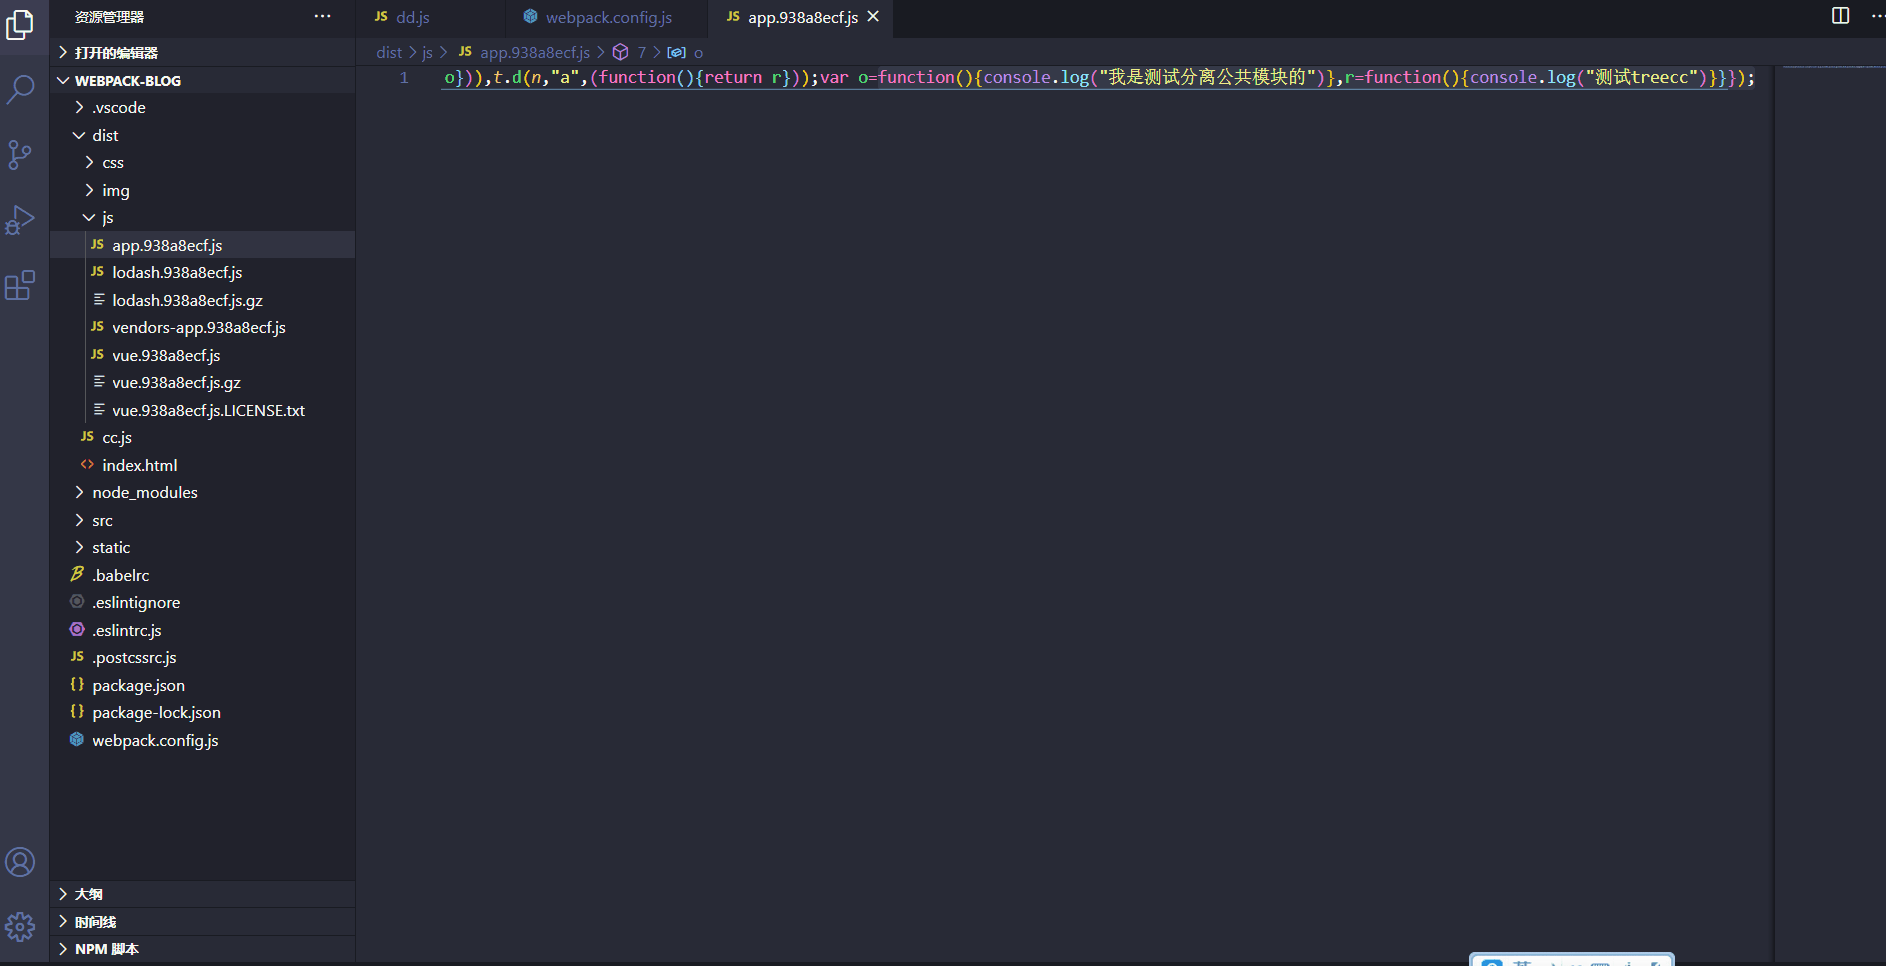 资源管理器
···
打开的编辑器
WEBPACK-BLOG
.vscode
dist
css
img
js
JS app.938a8ecf.js
JS lodash.938a8ecf.js
lodash.938a8ecf.js.gz
JS vendors-app.938a8ecf.js
JS vue.938a8ecf.js
vue.938a8ecf.js.gz
vue.938a8ecf.js.LICENSE.txt
JS cc.js
<> index.html
node_modules
src
static
.babelrc
.eslintignore
.eslintrc.js
JS .postcssrc.js
{} package.json
{} package-lock.json
webpack.config.js
大纲
时间线
NPM 脚本
JS dd.js
webpack.config.js
JS app.938a8ecf.js
dist > js > JS app.938a8ecf.js > 7 > o
1 o})),t.d(n,"a",(function(){return r}));var o=function(){console.log("我是测试分离公共模块的")},r=function(){console.log("测试treecc")}}});